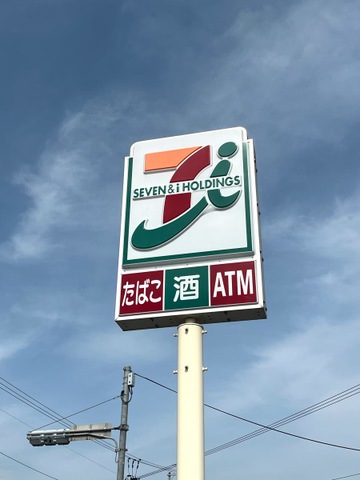 SEVEN & i HOLDINGS
たばこ 酒 ATM